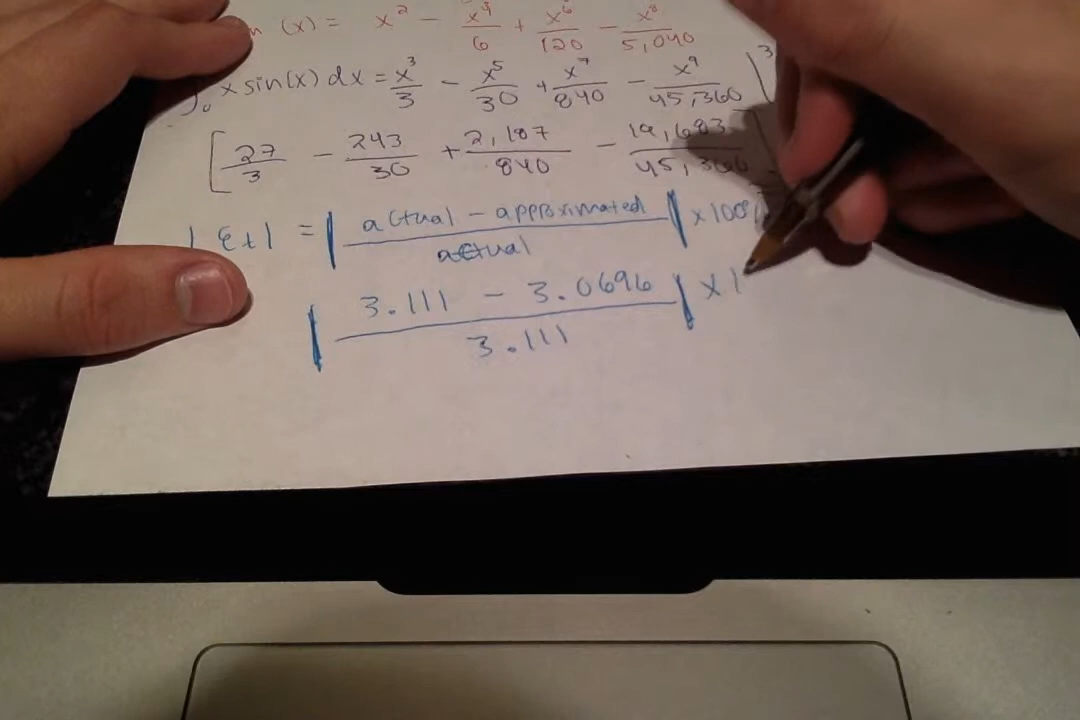 (x) = x² - x⁴/6 + x⁶/120 - x⁸/5,040
∫₀ x sin(x) dx = x³/3 - x⁵/30 + x⁷/840 - x⁹/45,360 |³
[27/3 - 243/30 + 2,187/840 - 19,683/45,360
|εt| = |actual - approximated / actual| × 100%
|3.111 - 3.0696 / 3.111| × 1